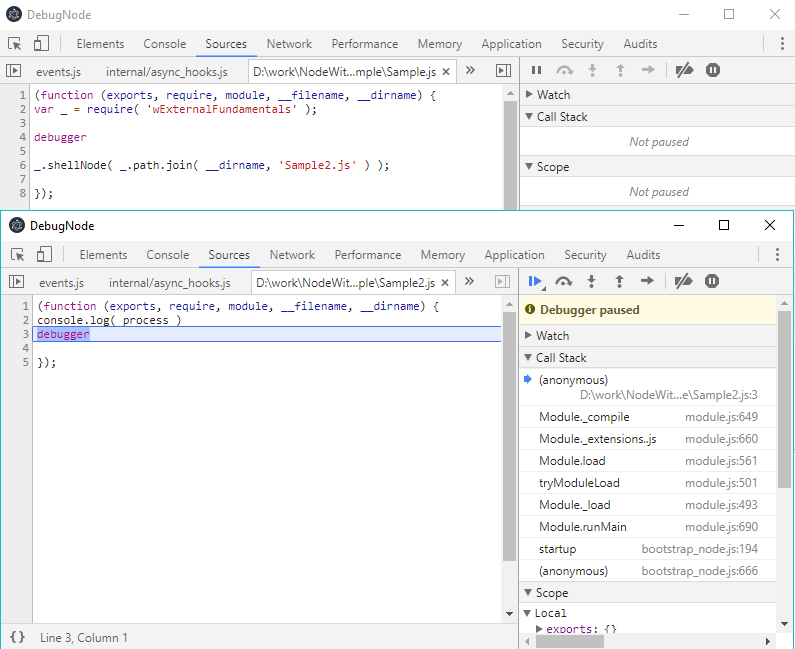 DebugNode
Elements Console Sources Network Performance Memory Application Security Audits
events.js internal/async_hooks.js D:\work\NodeWit...mple\Sample.js × »
1 (function (exports, require, module, __filename, __dirname) {
2 var _ = require( 'wExternalFundamentals' );
3
4 debugger
5
6 _.shellNode( _.path.join( __dirname, 'Sample2.js' ) );
7
8 });
Watch
Call Stack
Not paused
Scope
Not paused
DebugNode
Elements Console Sources Network Performance Memory Application Security Audits
events.js internal/async_hooks.js D:\work\NodeWit...ple\Sample2.js × »
1 (function (exports, require, module, __filename, __dirname) {
2 console.log( process )
3 debugger
4
5 });
{} Line 3, Column 1
Debugger paused
Watch
Call Stack
(anonymous)
D:\work\NodeWit...e\Sample2.js:3
Module._compile module.js:649
Module._extensions..js module.js:660
Module.load module.js:561
tryModuleLoad module.js:501
Module._load module.js:493
Module.runMain module.js:690
startup bootstrap_node.js:194
(anonymous) bootstrap_node.js:666
Scope
Local
exports: {}